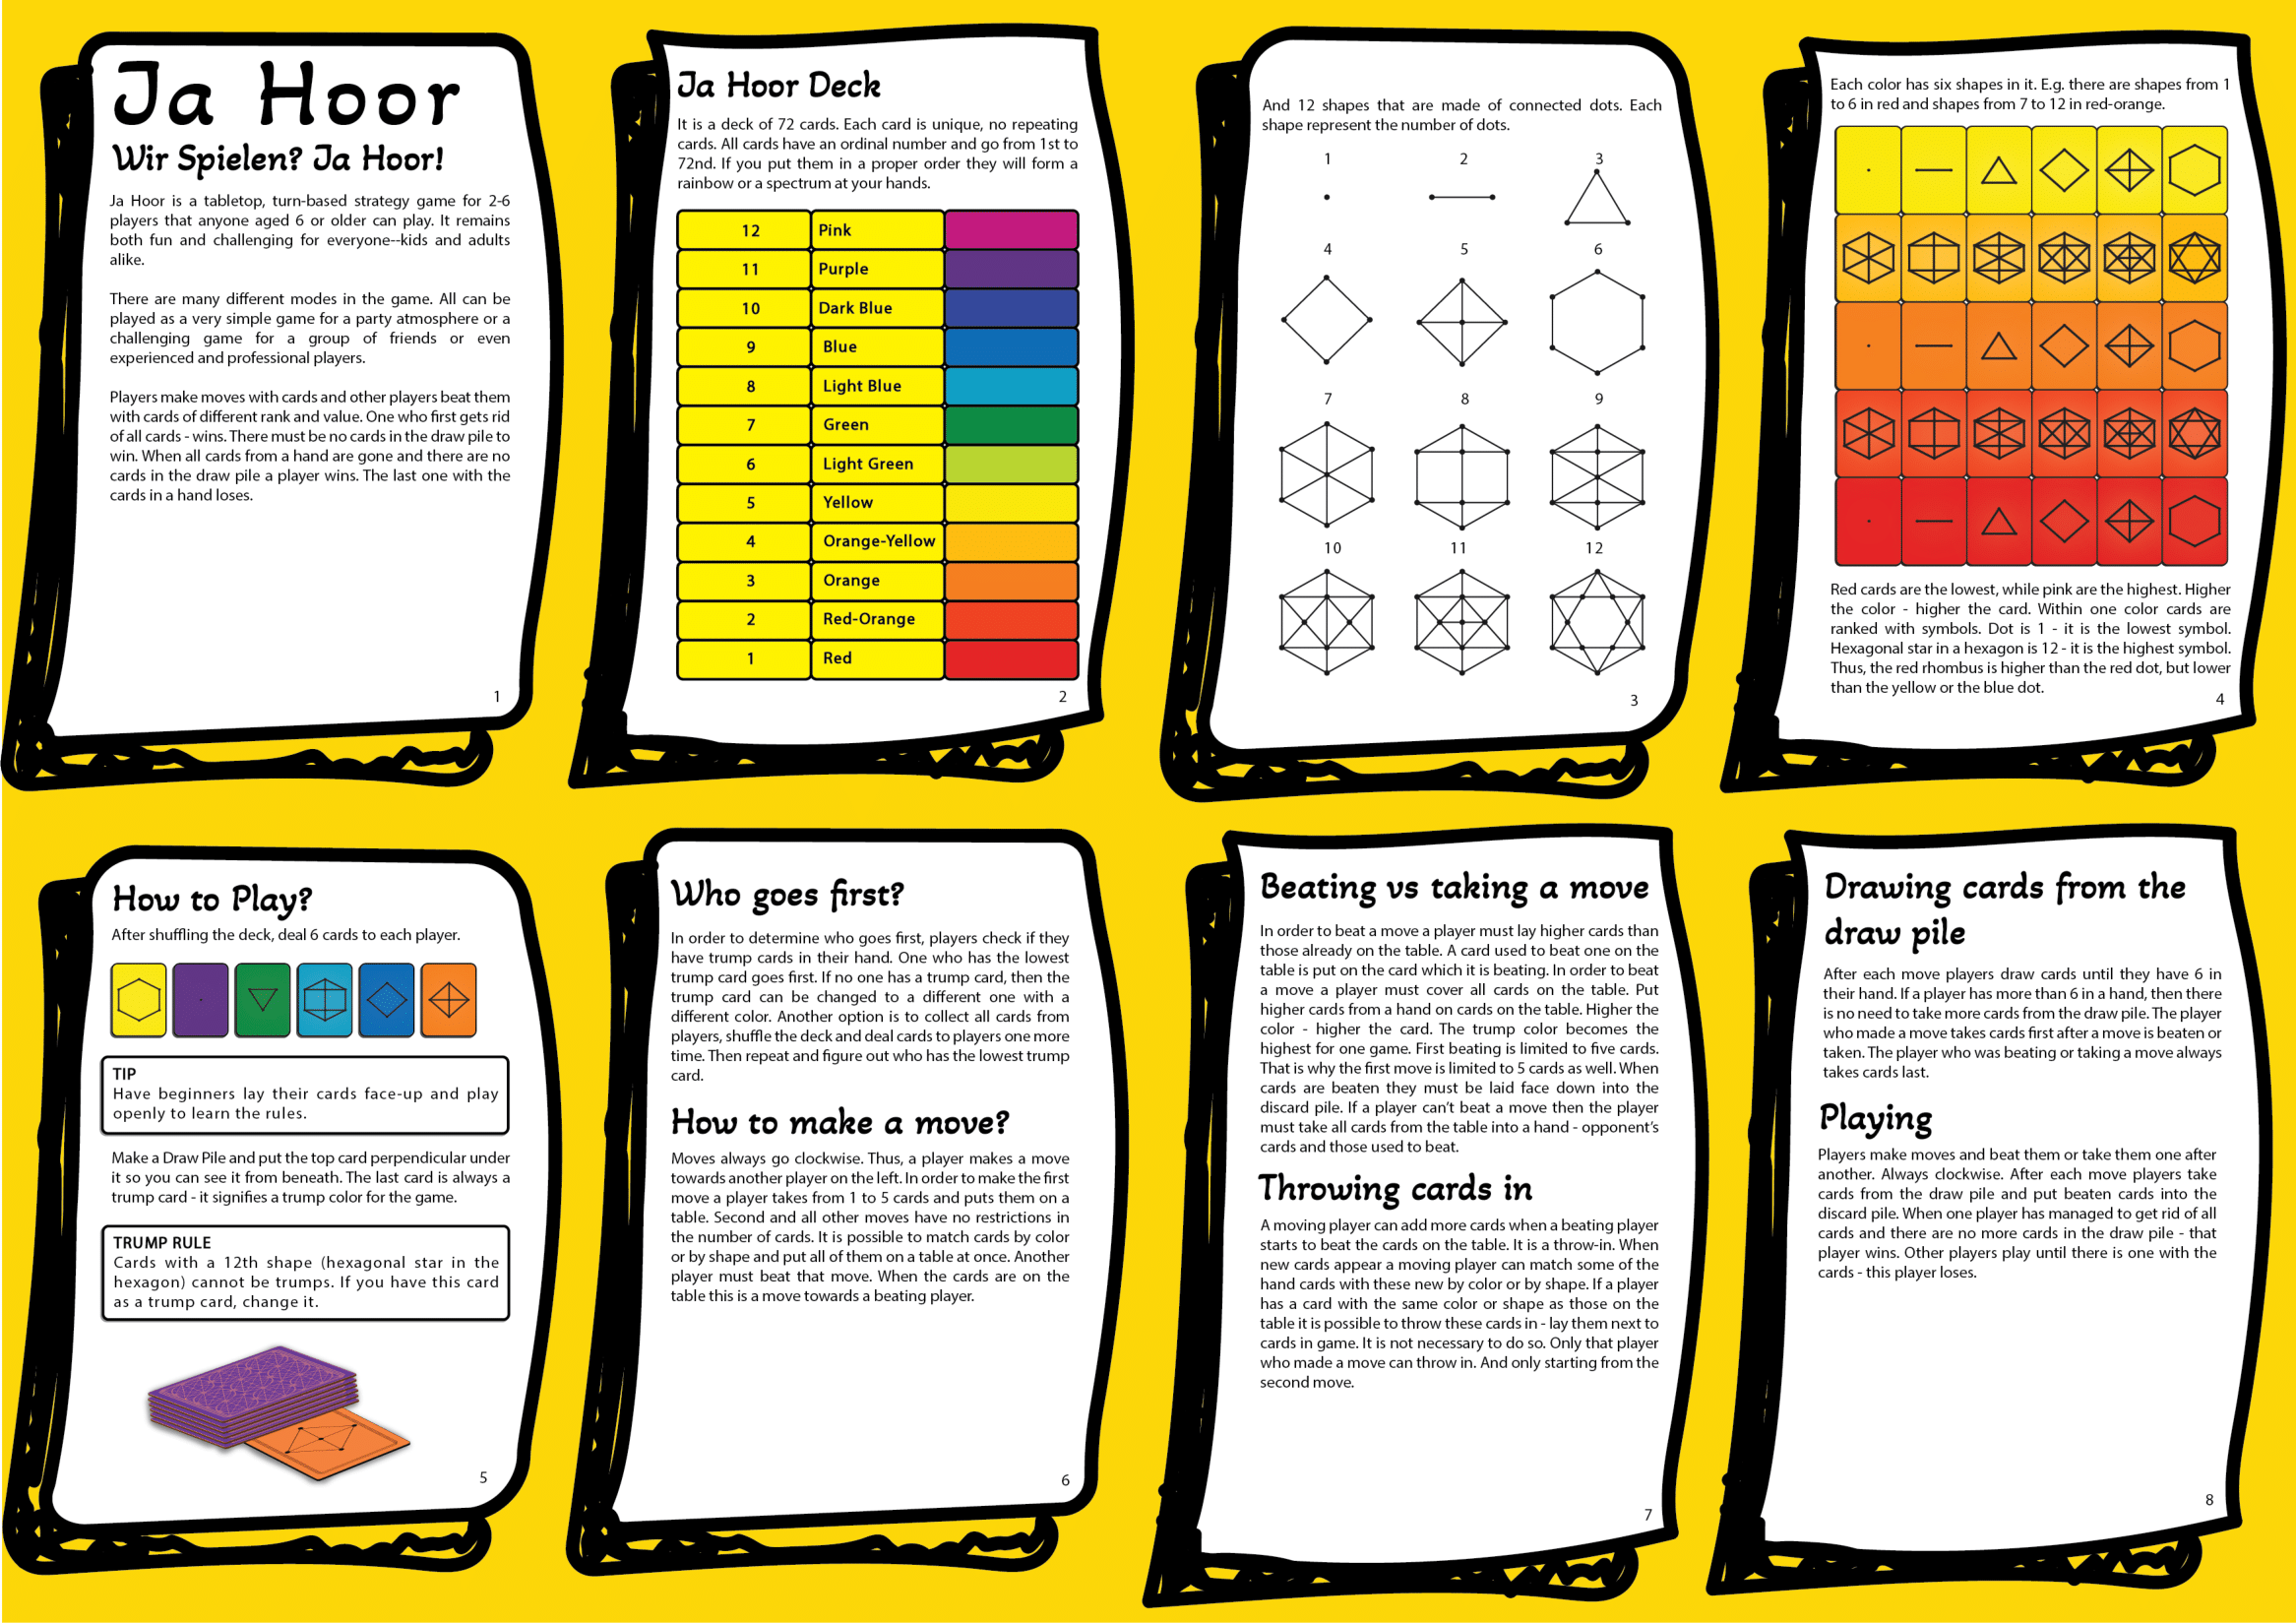 Ja Hoor
Wir Spielen? Ja Hoor!
Ja Hoor is a tabletop, turn-based strategy game for 2-6
players that anyone aged 6 or older can play. It remains
both fun and challenging for everyone--kids and adults
alike.
There are many different modes in the game. All can be
played as a very simple game for a party atmosphere or a
challenging game for a group of friends or even
experienced and professional players.
Players make moves with cards and other players beat them
with cards of different rank and value. One who first gets rid
of all cards - wins. There must be no cards in the draw pile to
win. When all cards from a hand are gone and there are no
cards in the draw pile a player wins. The last one with the
cards in a hand loses.
1
Ja Hoor Deck
It is a deck of 72 cards. Each card is unique, no repeating
cards. All cards have an ordinal number and go from 1st to
72nd. If you put them in a proper order they will form a
rainbow or a spectrum at your hands.
12 Pink
11 Purple
10 Dark Blue
9 Blue
8 Light Blue
7 Green
6 Light Green
5 Yellow
4 Orange-Yellow
3 Orange
2 Red-Orange
1 Red
2
And 12 shapes that are made of connected dots. Each
shape represent the number of dots.
1 2 3
4 5 6
7 8 9
10 11 12
3
Each color has six shapes in it. E.g. there are shapes from 1
to 6 in red and shapes from 7 to 12 in red-orange.
Red cards are the lowest, while pink are the highest. Higher
the color - higher the card. Within one color cards are
ranked with symbols. Dot is 1 - it is the lowest symbol.
Hexagonal star in a hexagon is 12 - it is the highest symbol.
Thus, the red rhombus is higher than the red dot, but lower
than the yellow or the blue dot.
4
How to Play?
After shuffling the deck, deal 6 cards to each player.
TIP
Have beginners lay their cards face-up and play
openly to learn the rules.
Make a Draw Pile and put the top card perpendicular under
it so you can see it from beneath. The last card is always a
trump card - it signifies a trump color for the game.
TRUMP RULE
Cards with a 12th shape (hexagonal star in the
hexagon) cannot be trumps. If you have this card
as a trump card, change it.
5
Who goes first?
In order to determine who goes first, players check if they
have trump cards in their hand. One who has the lowest
trump card goes first. If no one has a trump card, then the
trump card can be changed to a different one with a
different color. Another option is to collect all cards from
players, shuffle the deck and deal cards to players one more
time. Then repeat and figure out who has the lowest trump
card.
How to make a move?
Moves always go clockwise. Thus, a player makes a move
towards another player on the left. In order to make the first
move a player takes from 1 to 5 cards and puts them on a
table. Second and all other moves have no restrictions in
the number of cards. It is possible to match cards by color
or by shape and put all of them on a table at once. Another
player must beat that move. When the cards are on the
table this is a move towards a beating player.
6
Beating vs taking a move
In order to beat a move a player must lay higher cards than
those already on the table. A card used to beat one on the
table is put on the card which it is beating. In order to beat
a move a player must cover all cards on the table. Put
higher cards from a hand on cards on the table. Higher the
color - higher the card. The trump color becomes the
highest for one game. First beating is limited to five cards.
That is why the first move is limited to 5 cards as well. When
cards are beaten they must be laid face down into the
discard pile. If a player can't beat a move then the player
must take all cards from the table into a hand - opponent's
cards and those used to beat.
Throwing cards in
A moving player can add more cards when a beating player
starts to beat the cards on the table. It is a throw-in. When
new cards appear a moving player can match some of the
hand cards with these new by color or by shape. If a player
has a card with the same color or shape as those on the
table it is possible to throw these cards in - lay them next to
cards in game. It is not necessary to do so. Only that player
who made a move can throw in. And only starting from the
second move.
7
Drawing cards from the
draw pile
After each move players draw cards until they have 6 in
their hand. If a player has more than 6 in a hand, then there
is no need to take more cards from the draw pile. The player
who made a move takes cards first after a move is beaten or
taken. The player who was beating or taking a move always
takes cards last.
Playing
Players make moves and beat them or take them one after
another. Always clockwise. After each move players take
cards from the draw pile and put beaten cards into the
discard pile. When one player has managed to get rid of all
cards and there are no more cards in the draw pile - that
player wins. Other players play until there is one with the
cards - this player loses.
8